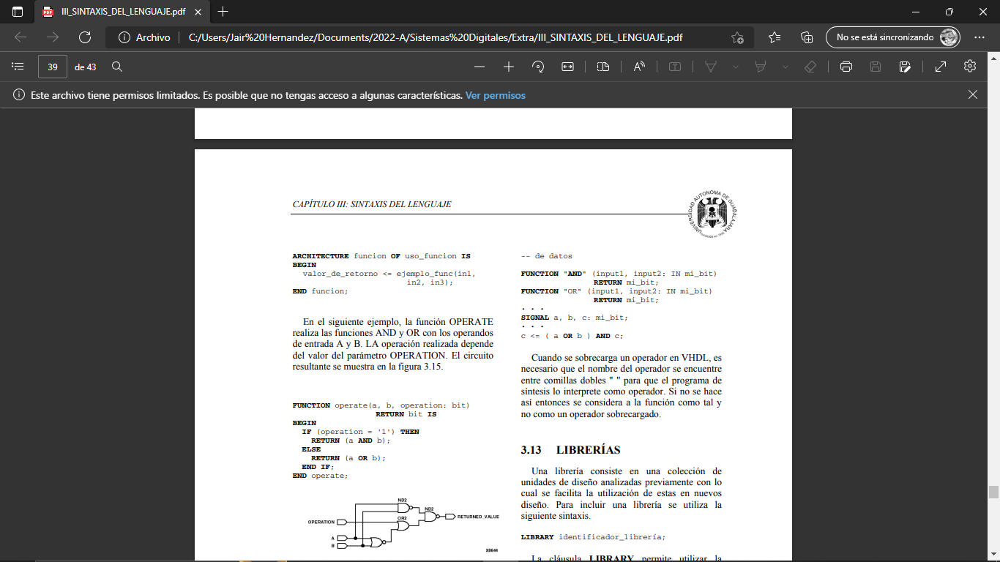 III_SINTAXIS_DEL_LENGUAJE.pdf
Archivo
C:/Users/Jair%20Hernandez/Documents/2022-A/Sistemas%20Digitales/Extra/III_SINTAXIS_DEL_LENGUAJE.pdf
No se está sincronizando
39 de 43
Este archivo tiene permisos limitados. Es posible que no tengas acceso a algunas características. Ver permisos
CAPÍTULO III: SINTAXIS DEL LENGUAJE
UNIVERSIDAD AUTONOMA DE GUADALAJARA
ARCHITECTURE funcion OF uso_funcion IS
BEGIN
valor_de_retorno <= ejemplo_func(in1,
in2, in3);
END funcion;
En el siguiente ejemplo, la función OPERATE
realiza las funciones AND y OR con los operandos
de entrada A y B. LA operación realizada depende
del valor del parámetro OPERATION. El circuito
resultante se muestra en la figura 3.15.
FUNCTION operate(a, b, operation: bit)
RETURN bit IS
BEGIN
IF (operation = '1') THEN
RETURN (a AND b);
ELSE
RETURN (a OR b);
END IF;
END operate;
ND2
ND2
OR2
OPERATION
RETURNED_VALUE
A
B
X8644
-- de datos
FUNCTION "AND" (input1, input2: IN mi_bit)
RETURN mi_bit;
FUNCTION "OR" (input1, input2: IN mi_bit)
RETURN mi_bit;
. . .
SIGNAL a, b, c: mi_bit;
. . .
c <= ( a OR b ) AND c;
Cuando se sobrecarga un operador en VHDL, es
necesario que el nombre del operador se encuentre
entre comillas dobles " " para que el programa de
síntesis lo interprete como operador. Si no se hace
así entonces se considera a la función como tal y
no como un operador sobrecargado.
3.13 LIBRERÍAS
Una librería consiste en una colección de
unidades de diseño analizadas previamente con lo
cual se facilita la utilización de estas en nuevos
diseño. Para incluir una librería se utiliza la
siguiente sintaxis.
LIBRARY identificador_librería;
La cláusula LIBRARY permite utilizar la